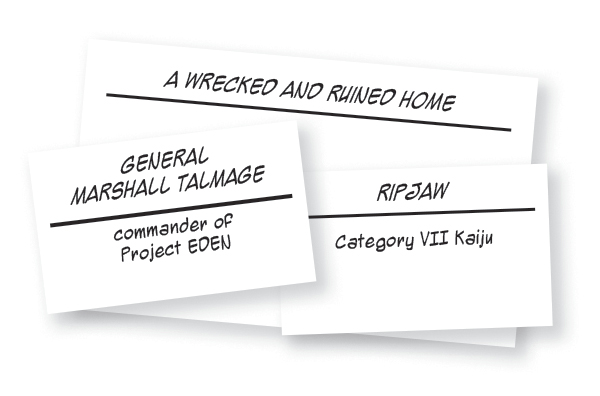 A WRECKED AND RUINED HOME
GENERAL
MARSHALL TALMAGE
commander of
Project EDEN
RIPJAW
Category VII Kaiju